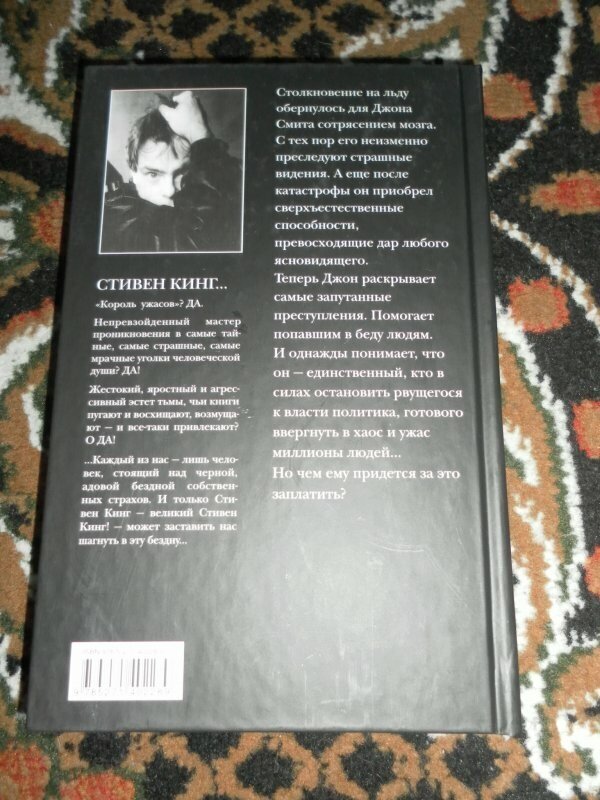 СТИВЕН КИНГ...
«Король ужасов»? ДА.
Непревзойденный мастер
проникновения в самые тай-
ные, самые страшные, самые
мрачные уголки человеческой
души? ДА!
Жестокий, яростный и агрес-
сивный эстет тьмы, чьи книги
пугают и восхищают, возмуща-
ют — и все-таки привлекают?
О ДА!
...Каждый из нас — лишь чело-
век, стоящий над черной,
адовой бездной собствен-
ных страхов. И только Сти-
вен Кинг — великий Стивен
Кинг! — может заставить нас
шагнуть в эту бездну...
Столкновение на льду
обернулось для Джона
Смита сотрясением мозга.
С тех пор его неизменно
преследуют страшные
видения. А еще после
катастрофы он приобрел
сверхъестественные
способности,
превосходящие дар любого
ясновидящего.
Теперь Джон раскрывает
самые запутанные
преступления. Помогает
попавшим в беду людям.
И однажды понимает, что
он — единственный, кто в
силах остановить рвущегося
к власти политика, готового
ввергнуть в хаос и ужас
миллионы людей...
Но чем ему придется за это
заплатить?